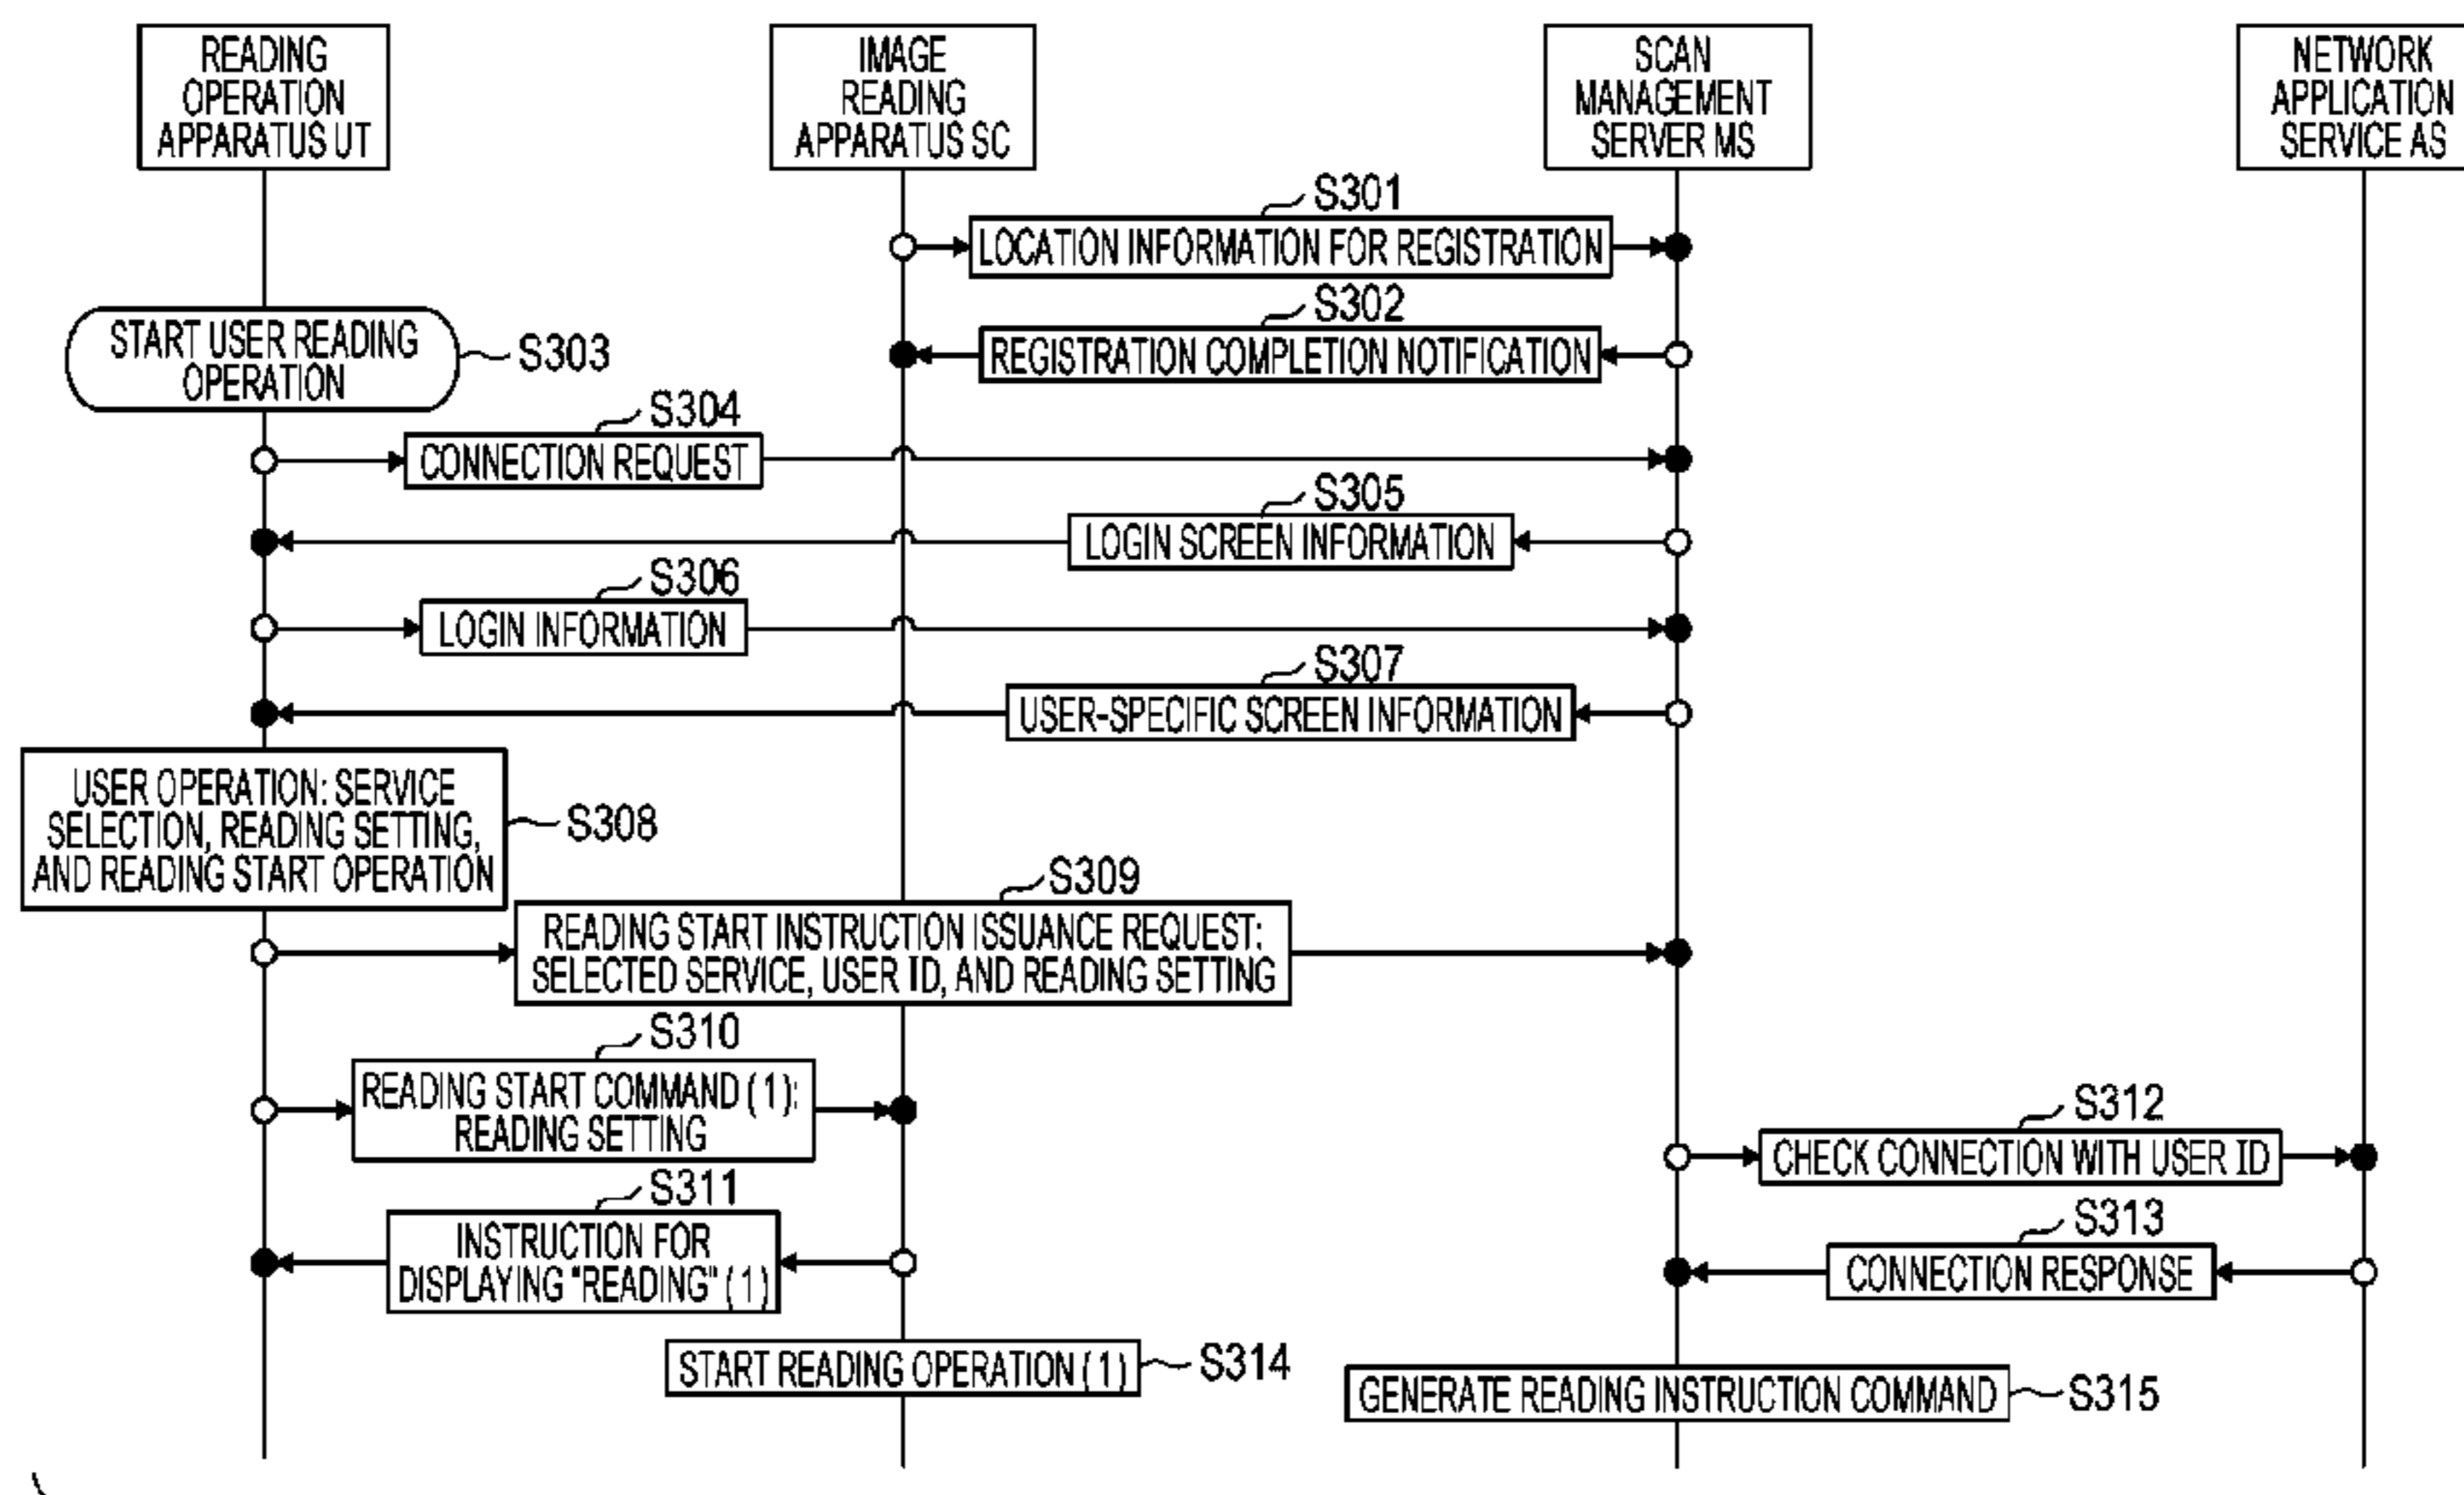 READING
OPERATION
APPARATUS UT
IMAGE
READING
APPARATUS SC
SCAN
MANAGEMENT
SERVER MS
NETWORK
APPLICATION
SERVICE AS
S301
LOCATION INFORMATION FOR REGISTRATION
S302
REGISTRATION COMPLETION NOTIFICATION
START USER READING
OPERATION
S303
S304
CONNECTION REQUEST
S305
LOGIN SCREEN INFORMATION
S306
LOGIN INFORMATION
S307
USER-SPECIFIC SCREEN INFORMATION
USER OPERATION: SERVICE
SELECTION, READING SETTING,
AND READING START OPERATION
S308
S309
READING START INSTRUCTION ISSUANCE REQUEST:
SELECTED SERVICE, USER ID, AND READING SETTING
S310
READING START COMMAND (1):
READING SETTING
S312
CHECK CONNECTION WITH USER ID
S311
INSTRUCTION FOR
DISPLAYING "READING" (1)
S313
CONNECTION RESPONSE
START READING OPERATION (1)
S314
GENERATE READING INSTRUCTION COMMAND
S315